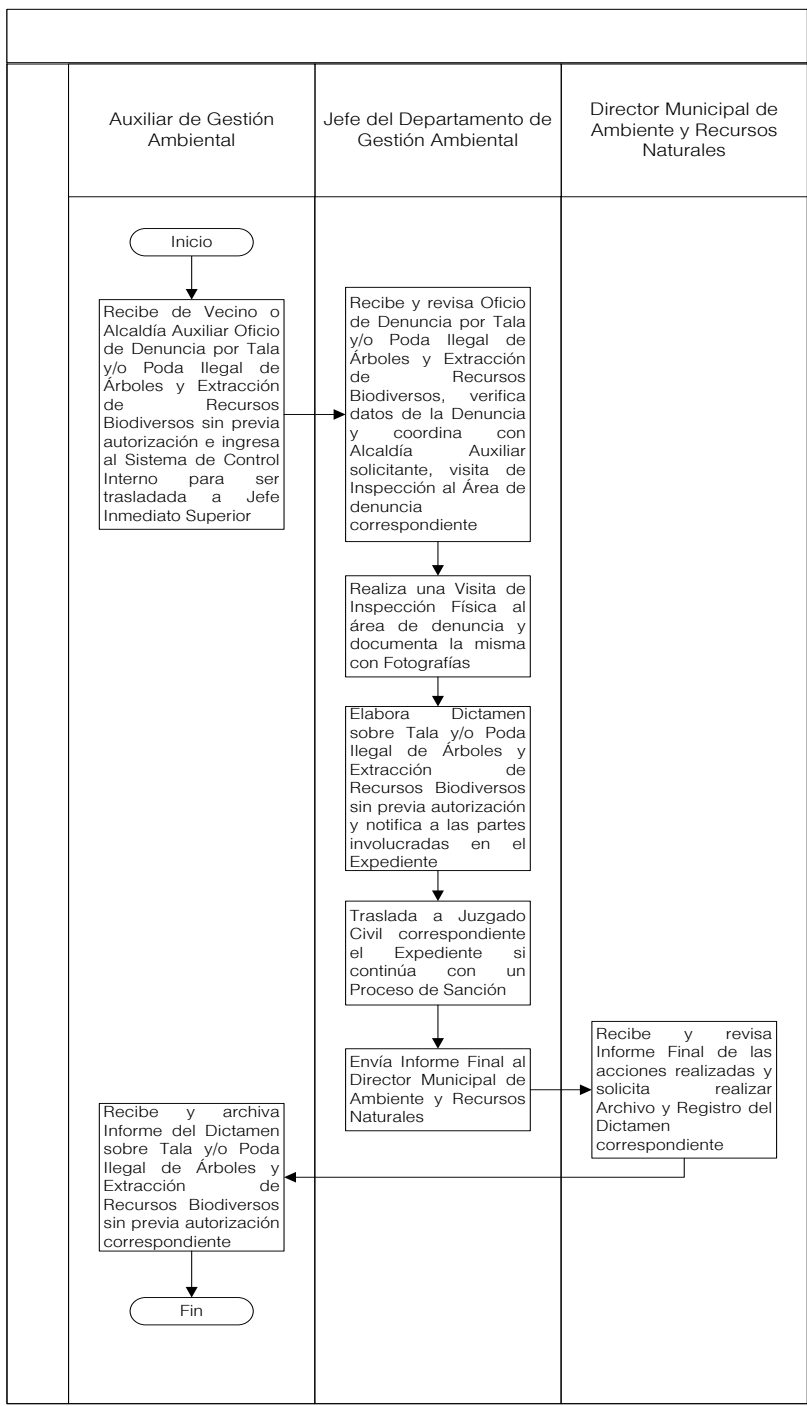 Auxiliar de Gestión
Ambiental
Jefe del Departamento de
Gestión Ambiental
Director Municipal de
Ambiente y Recursos
Naturales
Inicio
Recibe de Vecino o
Alcaldía Auxiliar Oficio
de Denuncia por Tala
y/o Poda Ilegal de
Árboles y Extracción
de Recursos
Biodiversos sin previa
autorización e ingresa
al Sistema de Control
Interno para ser
trasladada a Jefe
Inmediato Superior
Recibe y revisa Oficio
de Denuncia por Tala
y/o Poda Ilegal de
Árboles y Extracción
de Recursos
Biodiversos, verifica
datos de la Denuncia
y coordina con
Alcaldía Auxiliar
solicitante, visita de
Inspección al Área de
denuncia
correspondiente
Realiza una Visita de
Inspección Física al
área de denuncia y
documenta la misma
con Fotografías
Elabora Dictamen
sobre Tala y/o Poda
Ilegal de Árboles y
Extracción de
Recursos Biodiversos
sin previa autorización
y notifica a las partes
involucradas en el
Expediente
Traslada a Juzgado
Civil correspondiente
el Expediente si
continúa con un
Proceso de Sanción
Envía Informe Final al
Director Municipal de
Ambiente y Recursos
Naturales
Recibe y revisa
Informe Final de las
acciones realizadas y
solicita realizar
Archivo y Registro del
Dictamen
correspondiente
Recibe y archiva
Informe del Dictamen
sobre Tala y/o Poda
Ilegal de Árboles y
Extracción de
Recursos Biodiversos
sin previa autorización
correspondiente
Fin